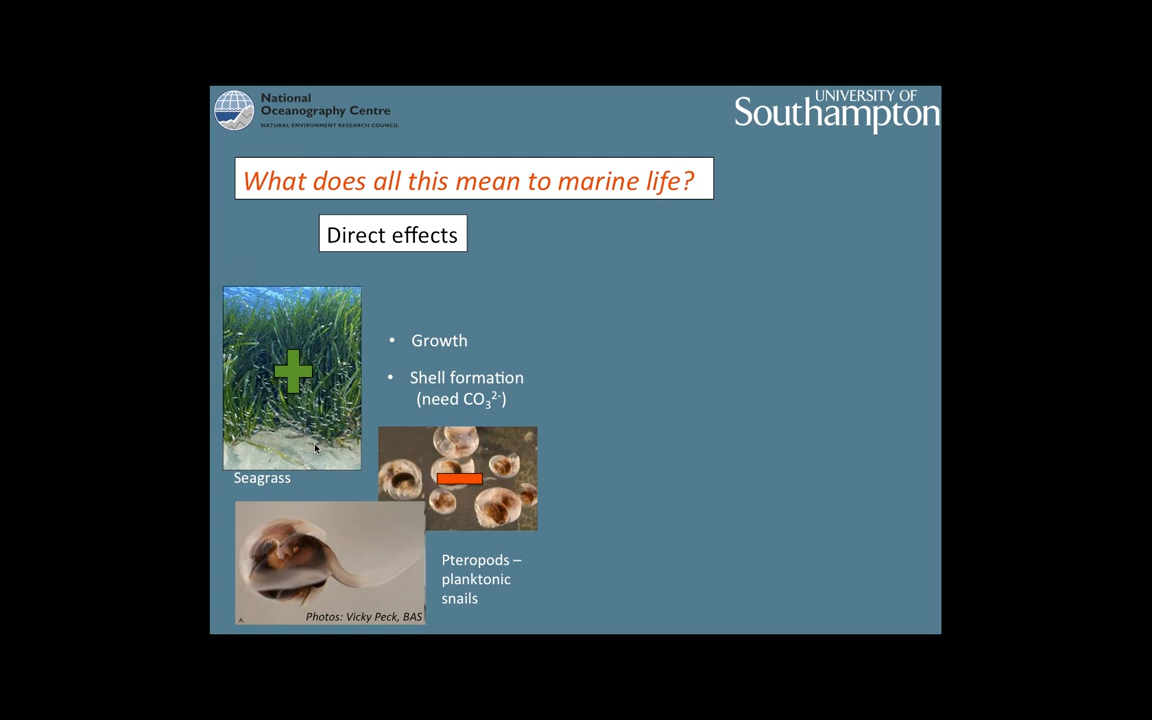 National
Oceanography Centre
NATURAL ENVIRONMENT RESEARCH COUNCIL
UNIVERSITY OF
Southampton
What does all this mean to marine life?
Direct effects
• Growth
• Shell formation
(need CO₃²⁻)
Seagrass
Pteropods –
planktonic
snails
A
Photos: Vicky Peck, BAS